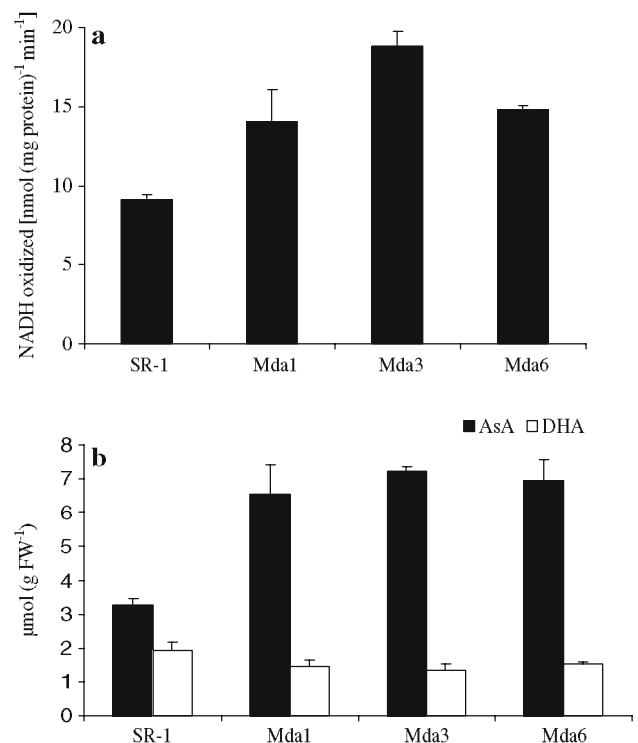 a
NADH oxidized [nmol (mg protein)⁻¹ min⁻¹]
20
15
10
5
0
SR-1 Mda1 Mda3 Mda6
b
AsA DHA
µmol (g FW⁻¹)
8
7
6
5
4
3
2
1
0
SR-1 Mda1 Mda3 Mda6